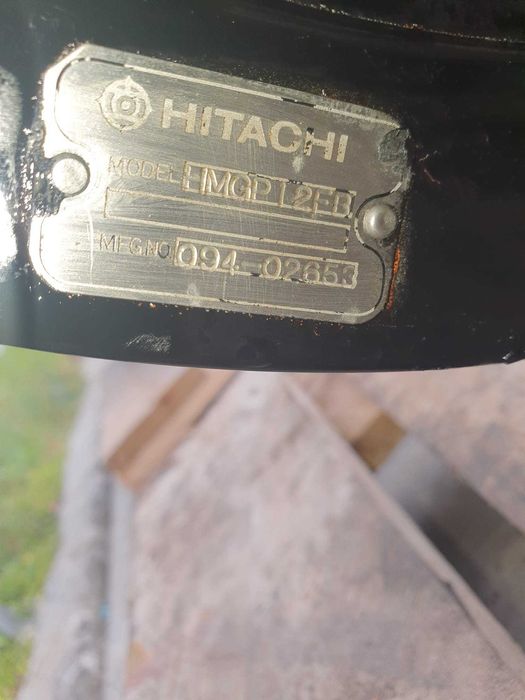 HITACHI
MODEL HMGP12EB
MFG.NO. 094-02653